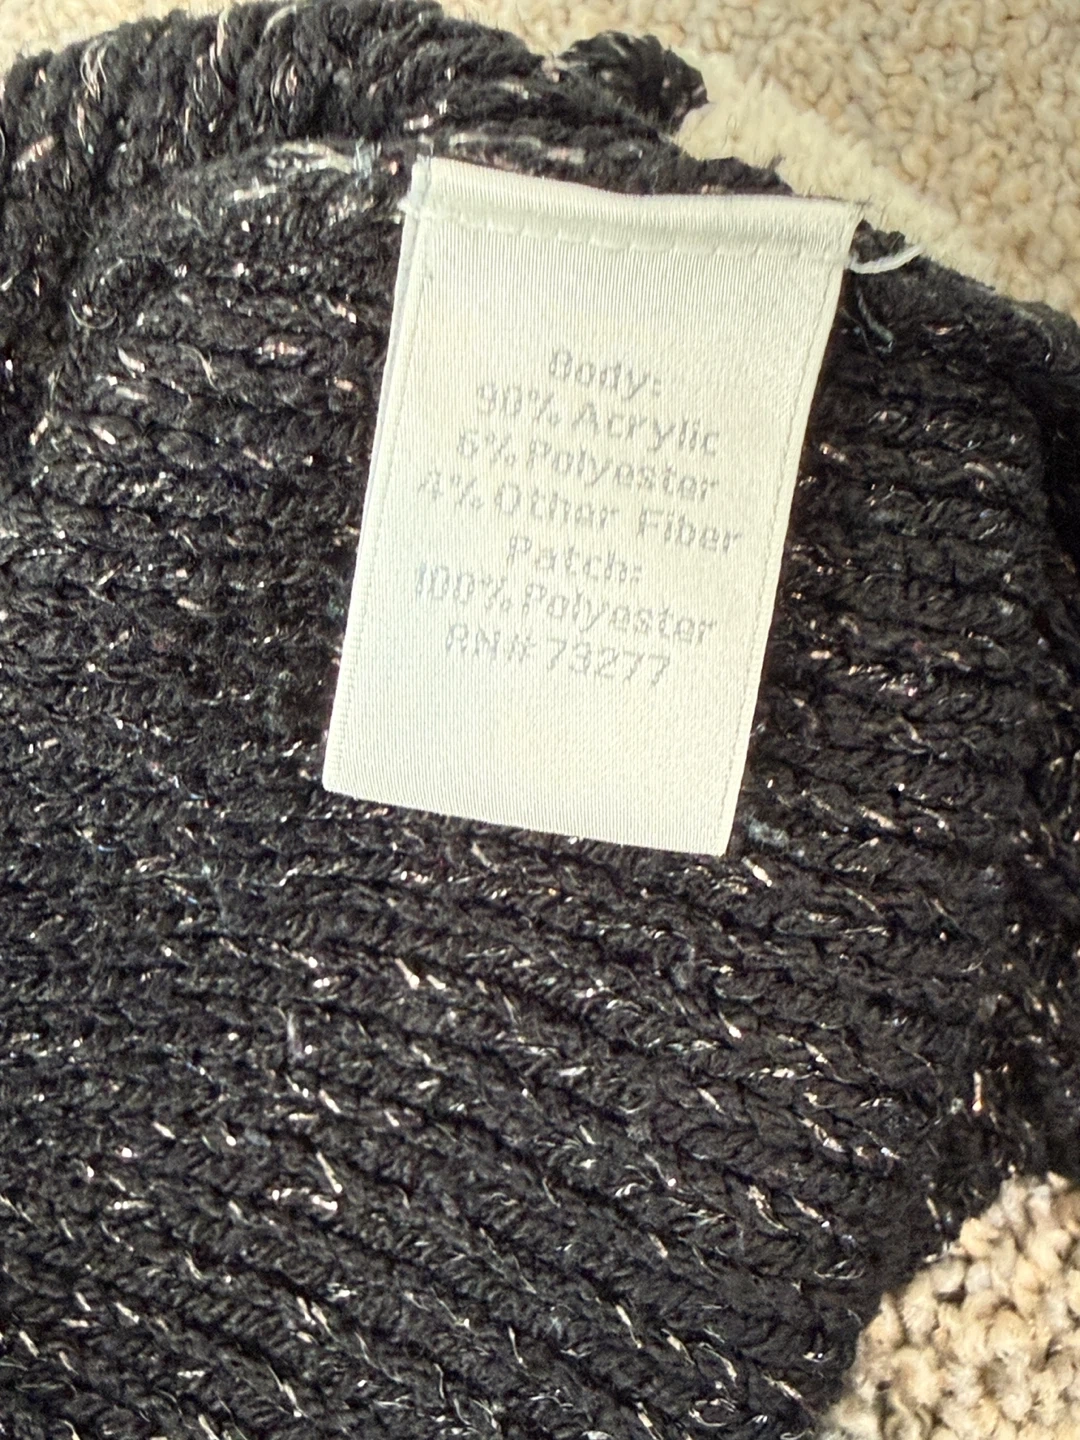 Body:
90% Acrylic
6% Polyester
4% Other Fiber
Patch:
100% Polyester
RN# 73277